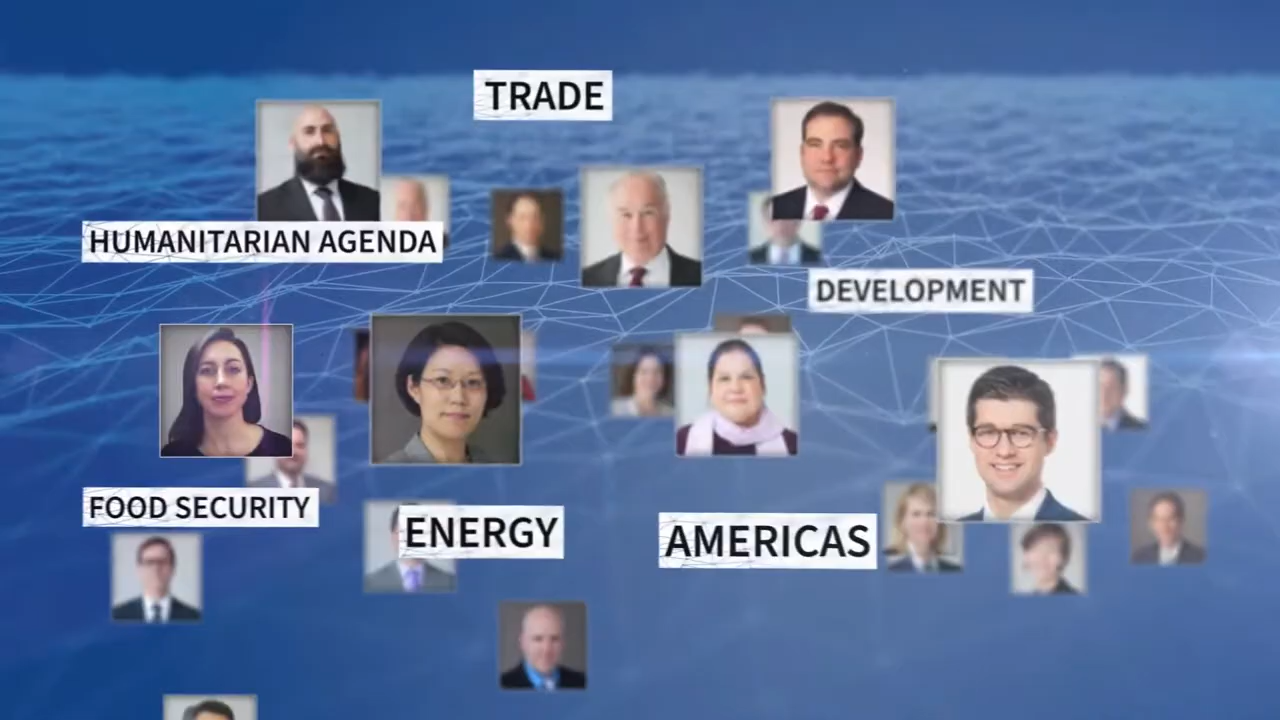 TRADE
HUMANITARIAN AGENDA
DEVELOPMENT
FOOD SECURITY
ENERGY
AMERICAS